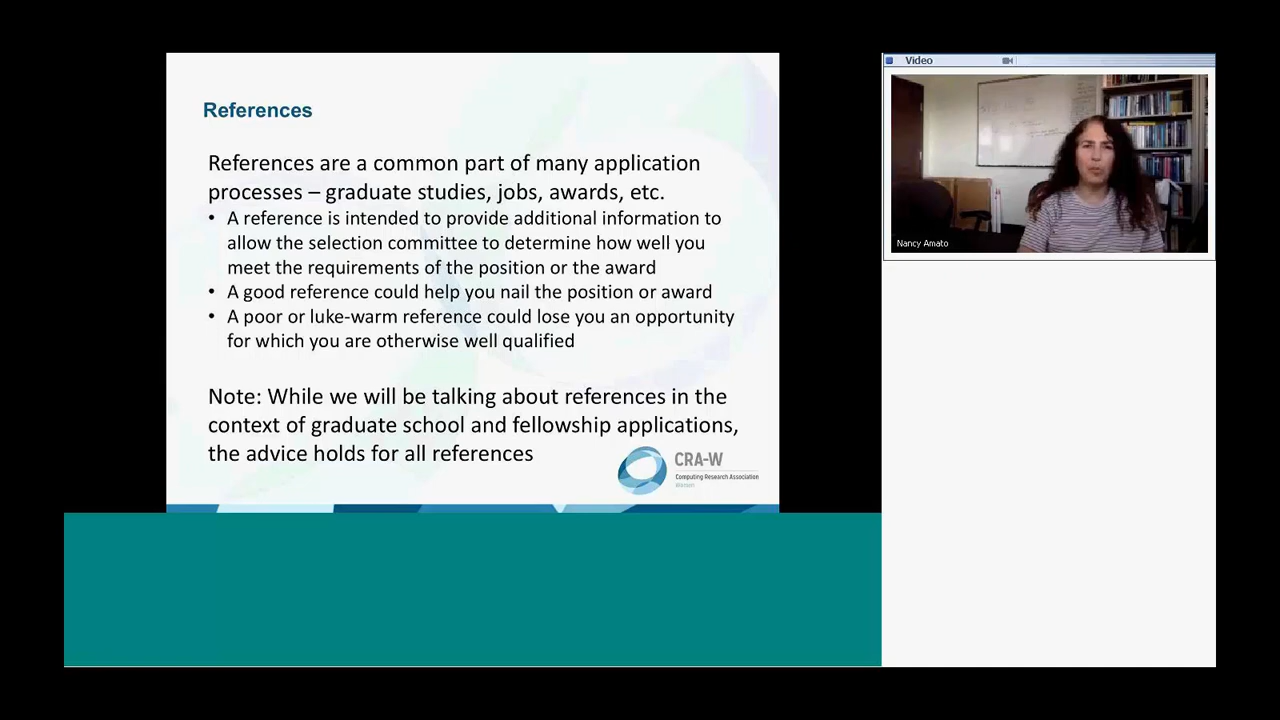 References
References are a common part of many application
processes – graduate studies, jobs, awards, etc.
• A reference is intended to provide additional information to
allow the selection committee to determine how well you
meet the requirements of the position or the award
• A good reference could help you nail the position or award
• A poor or luke-warm reference could lose you an opportunity
for which you are otherwise well qualified
Note: While we will be talking about references in the
context of graduate school and fellowship applications,
the advice holds for all references
CRA-W
Computing Research Association
Women
Video
Nancy Amato